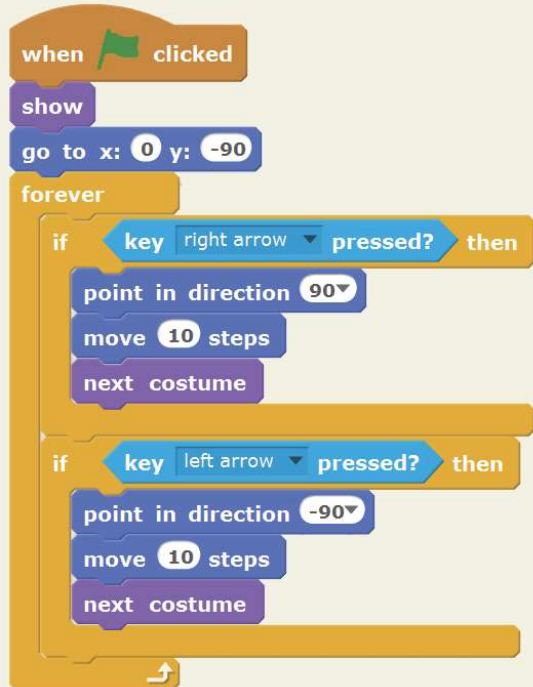 when clicked
show
go to x: 0 y: -90
forever
if key right arrow pressed? then
point in direction 90
move 10 steps
next costume
if key left arrow pressed? then
point in direction -90
move 10 steps
next costume